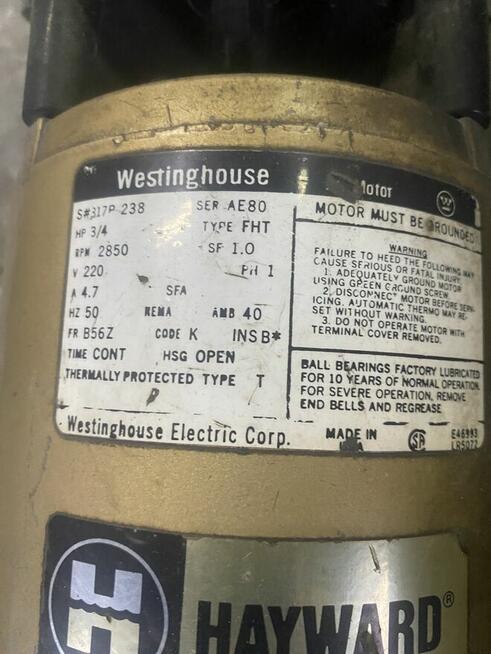 Westinghouse Motor
S#317P 238 SER AE80
HP 3/4 TYPE FHT
RPM 2850 SF 1.0
V 220 PH 1
A 4.7 SFA
HZ 50 NEMA AMB 40
FR B56Z CODE K INS B*
TIME CONT HSG OPEN
THERMALLY PROTECTED TYPE T
P
Westinghouse Electric Corp.
MOTOR MUST BE GROUNDED
WARNING
FAILURE TO HEED THE FOLLOWING MAY
CAUSE SERIOUS OR FATAL INJURY:
1. ADEQUATELY GROUND MOTOR
USING GREEN GROUND SCREW.
2. DISCONNECT MOTOR BEFORE SERV-
ICING. AUTOMATIC THERMO MAY RE-
SET WITHOUT WARNING.
3. DO NOT OPERATE MOTOR WITH
TERMINAL COVER REMOVED.
BALL BEARINGS FACTORY LUBRICATED
FOR 10 YEARS OF NORMAL OPERATION.
FOR SEVERE OPERATION, REMOVE
END BELLS AND REGREASE
MADE IN
USA
E46993
LR5022
H
HAYWARD®